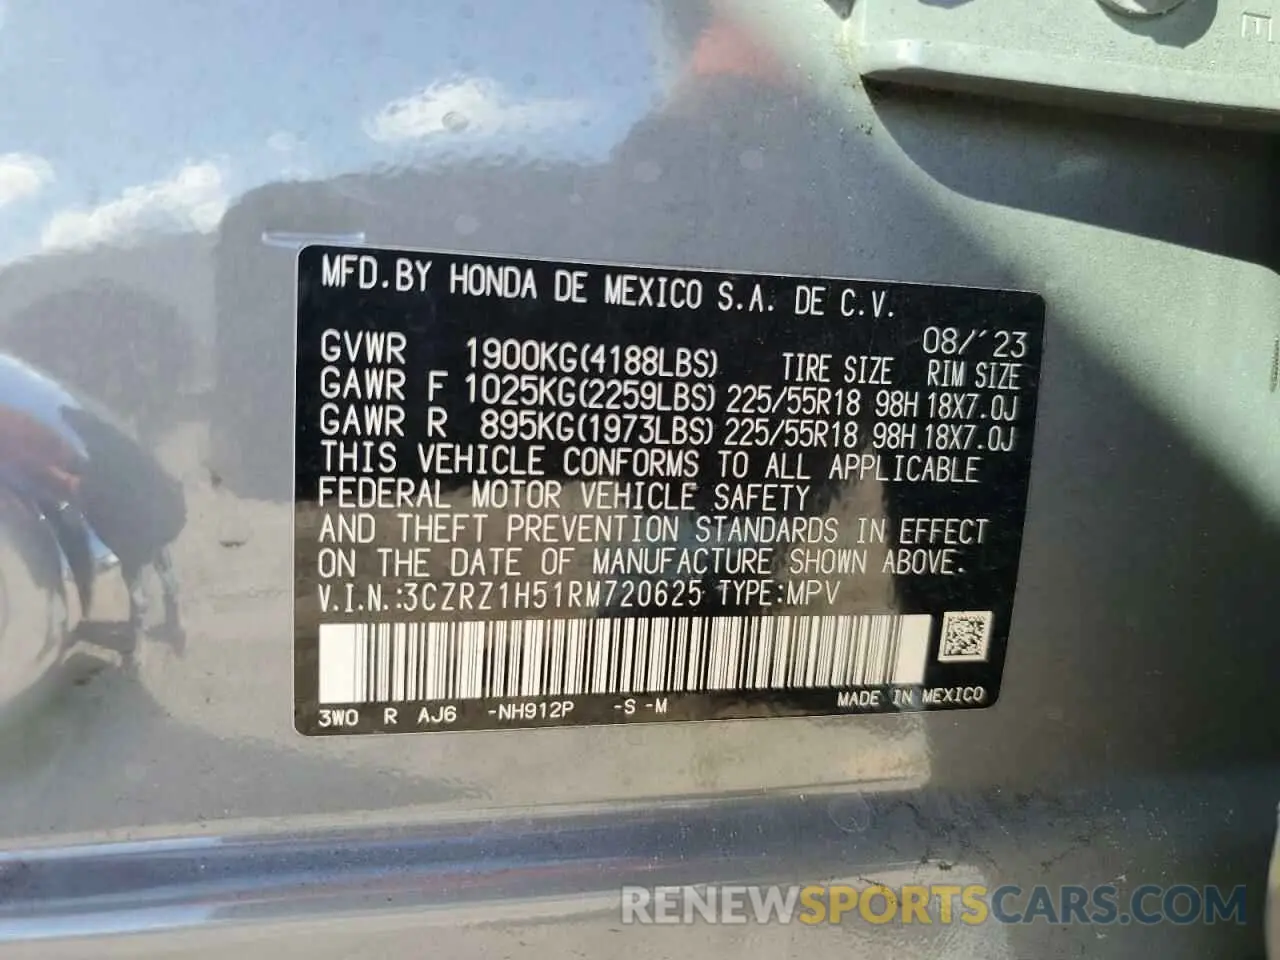 MFD.BY HONDA DE MEXICO S.A. DE C.V.
08/´23
GVWR 1900KG(4188LBS) TIRE SIZE RIM SIZE
GAWR F 1025KG(2259LBS) 225/55R18 98H 18X7.0J
GAWR R 895KG(1973LBS) 225/55R18 98H 18X7.0J
THIS VEHICLE CONFORMS TO ALL APPLICABLE
FEDERAL MOTOR VEHICLE SAFETY
AND THEFT PREVENTION STANDARDS IN EFFECT
ON THE DATE OF MANUFACTURE SHOWN ABOVE.
V.I.N.:3CZRZ1H51RM720625 TYPE:MPV
MADE IN MEXICO
3W0 R AJ6 -NH912P -S -M
RENEWSPORTSCARS.COM